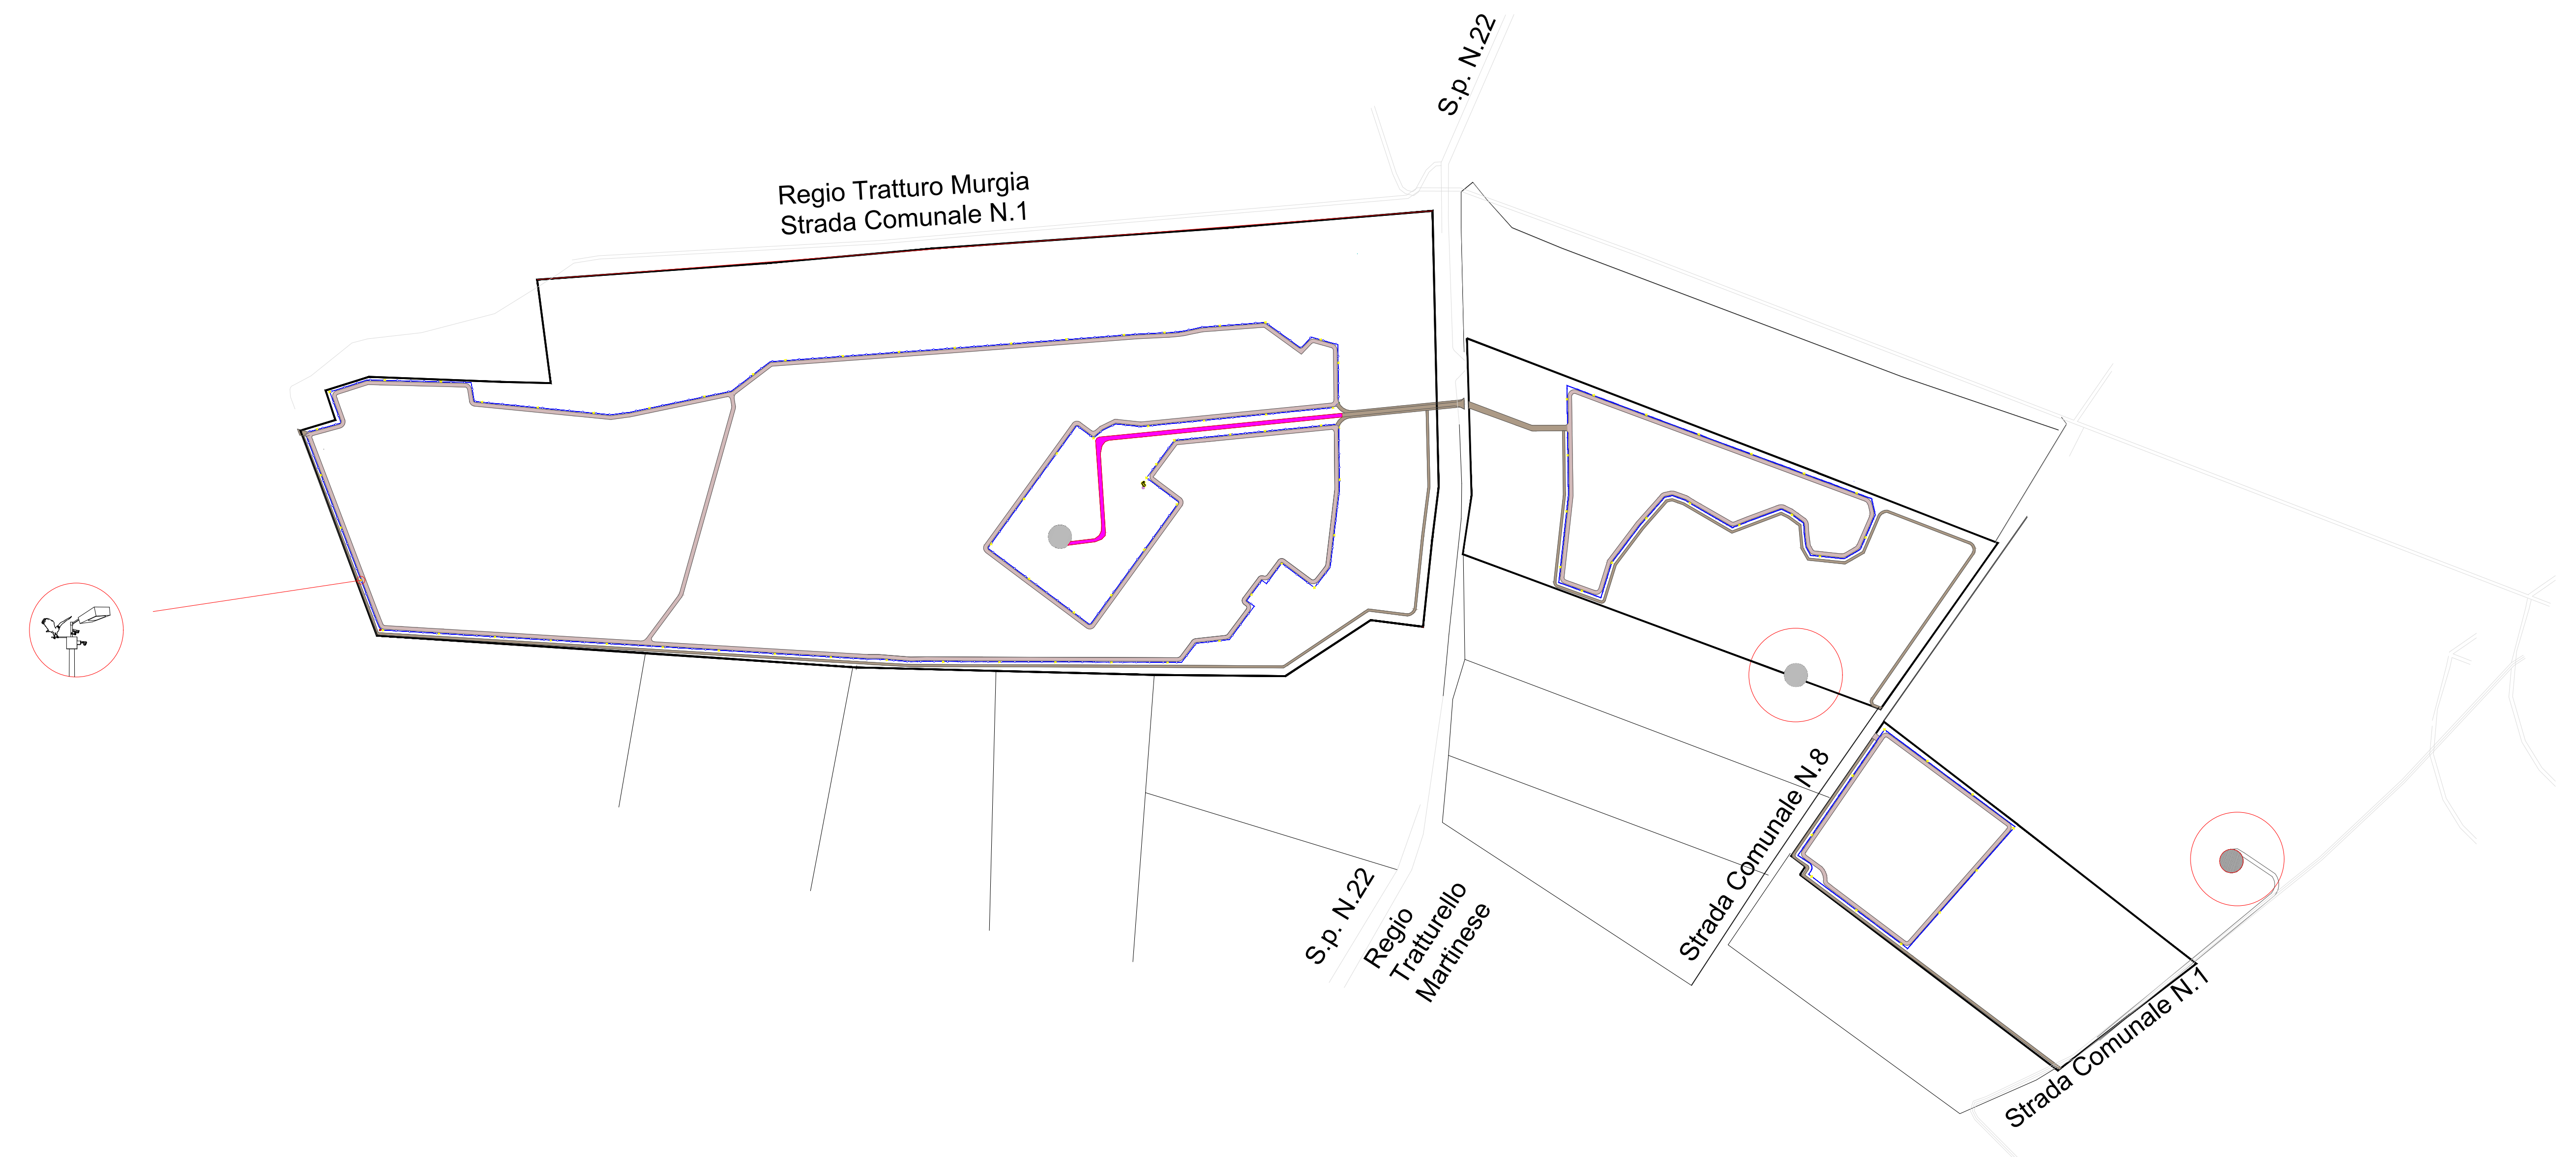 S.p. N.22
Regio Tratturo Murgia
Strada Comunale N.1
Strada Comunale N.8
S.p. N.22
Regio
Tratturello
Martinese
Strada Comunale N.1